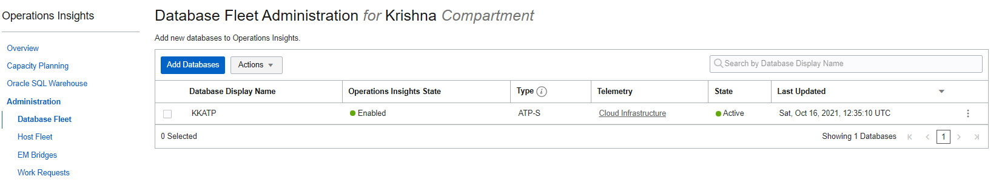 Operations Insights
Overview
Capacity Planning
Oracle SQL Warehouse
Administration
Database Fleet
Host Fleet
EM Bridges
Work Requests
Database Fleet Administration for Krishna Compartment
Add new databases to Operations Insights.
Add Databases Actions Search by Database Display Name
Database Display Name Operations Insights State Type i Telemetry State Last Updated
KKATP Enabled ATP-S Cloud Infrastructure Active Sat, Oct 16, 2021, 12:35:10 UTC
0 Selected Showing 1 Databases 1